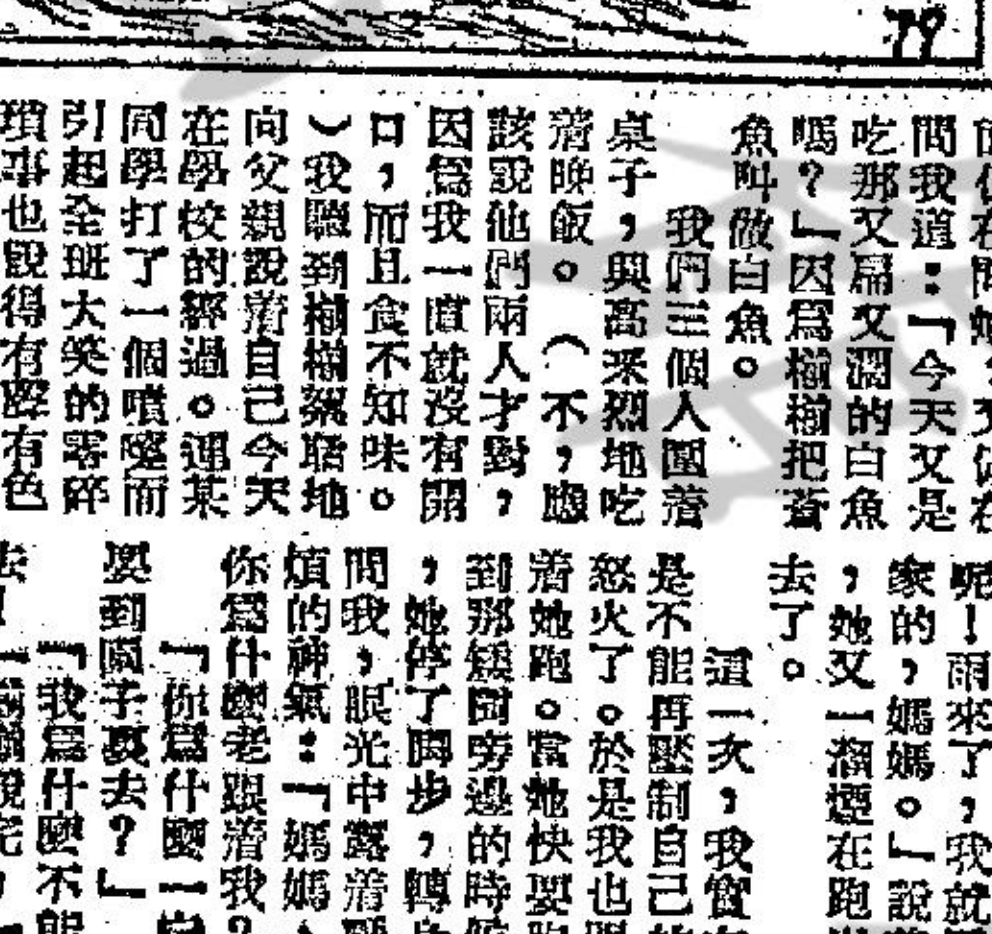 79
問我道：「今天又是
吃那又扁又濶的白魚
嗎？」因爲榴榴把蒼
魚叫做白魚。
我們三個人圍着
桌子，興高釆烈地吃
着晚飯。（不，應
該說他們兩人才對，
因爲我一直就沒有開
口，而且食不知味。
）我聽到榴榴絮聒地
向父親說着自己今天
在學校的經過。連某
同學打了一個噴嚏而
引起全班大笑的零碎
瑣事也說得有聲有色
呢！雨來了，我就
家的，媽媽。」說
，她又一溜煙在跑
去了。
這一次，我實
是不能再壓制自己
怒火了。於是我也
着她跑。當她快要
到那矮閘旁邊的時
，她停了脚步，轉
問我，眼光中露着
煩的神氣：「媽媽
你爲什麼老跟着我？
「你爲什麼一
要到園子裏去？」
「我爲什麼不能
去！